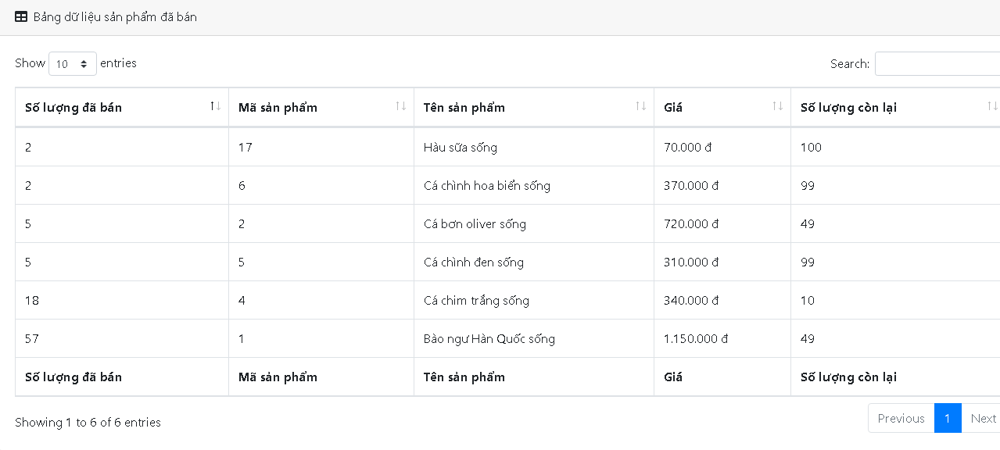 Bảng dữ liệu sản phẩm đã bán
Show 10 entries Search:
Số lượng đã bán Mã sản phẩm Tên sản phẩm Giá Số lượng còn lại
2 17 Hàu sữa sống 70.000 đ 100
2 6 Cá chình hoa biển sống 370.000 đ 99
5 2 Cá bơn oliver sống 720.000 đ 49
5 5 Cá chình đen sống 310.000 đ 99
18 4 Cá chim trắng sống 340.000 đ 10
57 1 Bào ngư Hàn Quốc sống 1.150.000 đ 49
Số lượng đã bán Mã sản phẩm Tên sản phẩm Giá Số lượng còn lại
Showing 1 to 6 of 6 entries Previous 1 Next